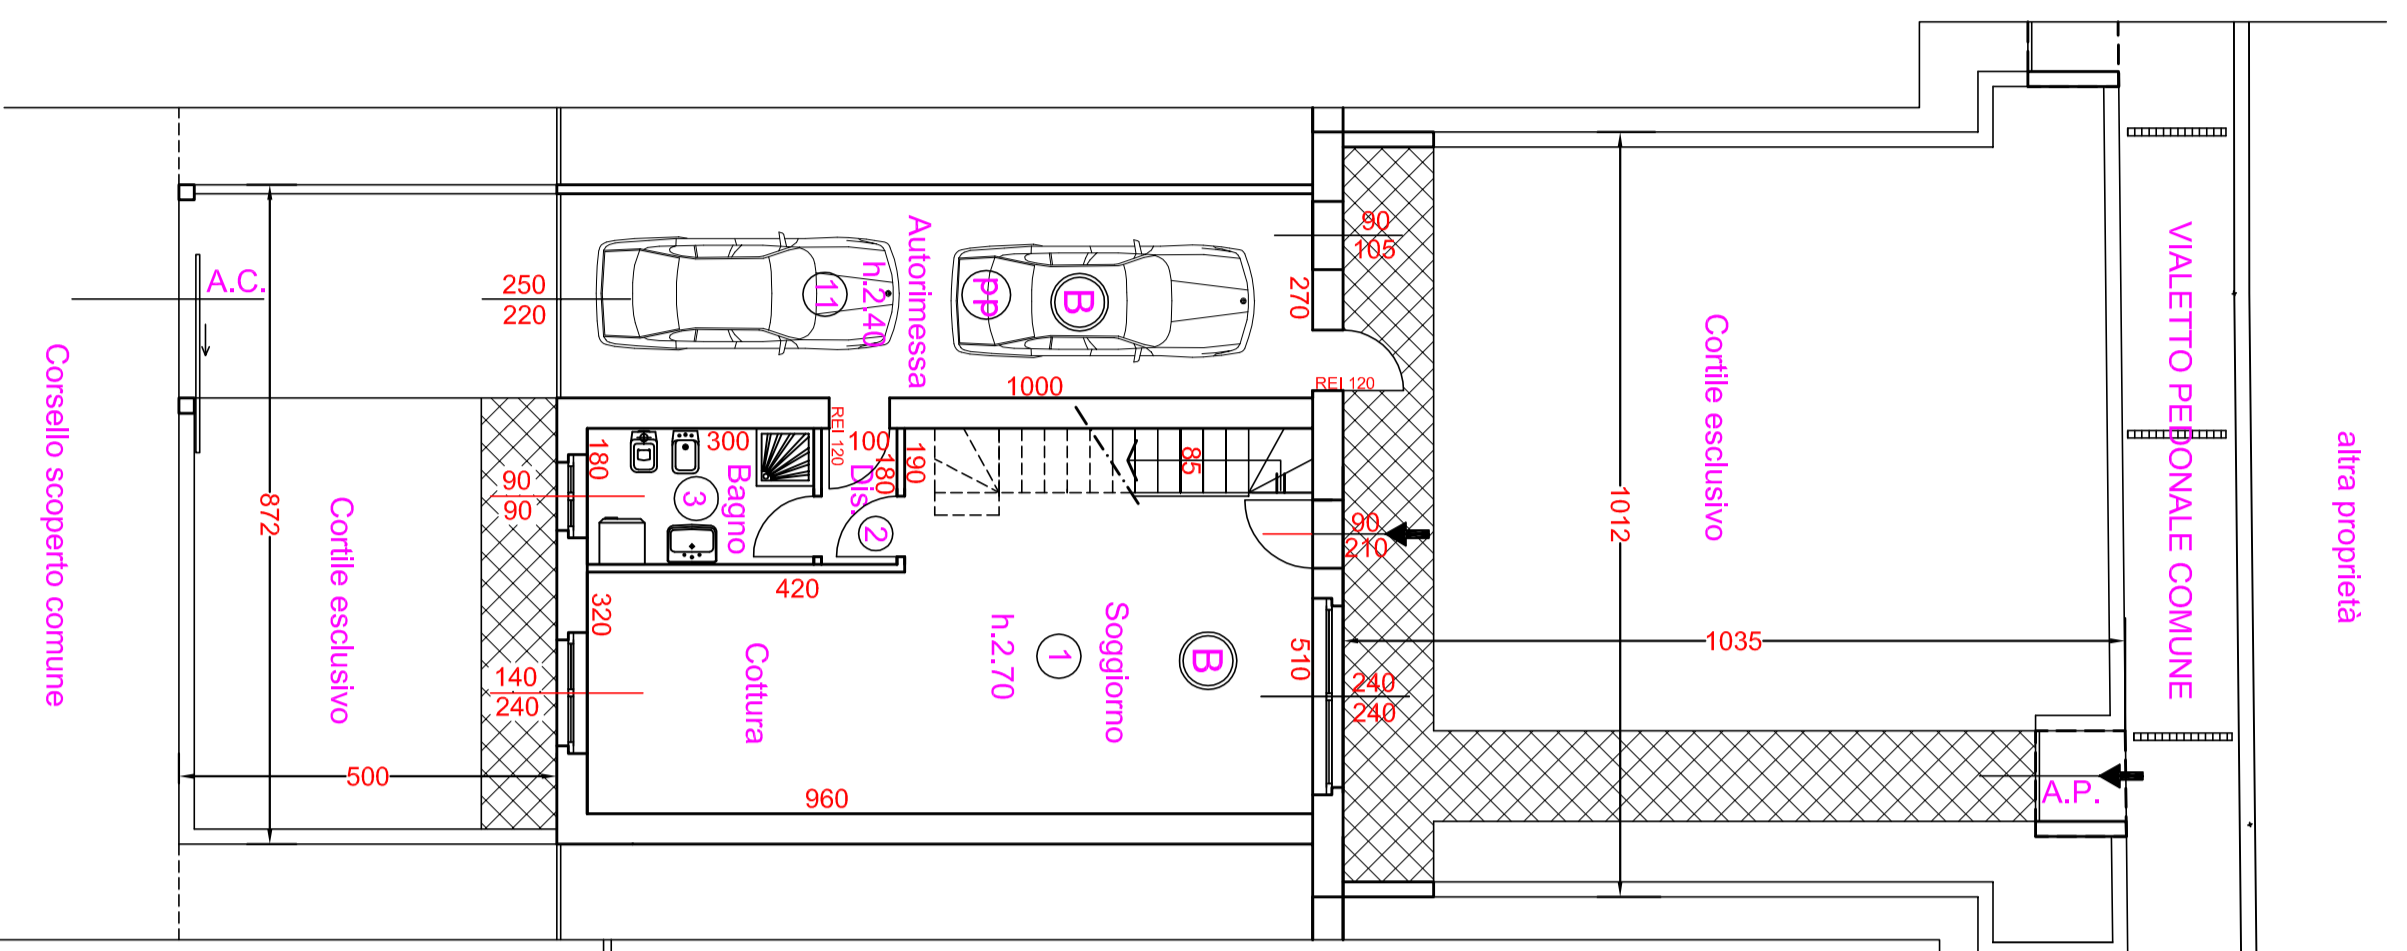 Corsello scoperto comune
A.C.
872
Cortile esclusivo
500
250
220
90
90
140
240
Autorimessa
h.2.40
11
pp
B
270
90
105
1000
REI 120
REI 120
300
180
Bagno
3
100
180
Dis.
2
190
85
420
320
Cottura
960
Soggiorno
h.2.70
1
B
510
90
210
240
240
1012
Cortile esclusivo
1035
A.P.
VIALETTO PEDONALE COMUNE
altra proprietà